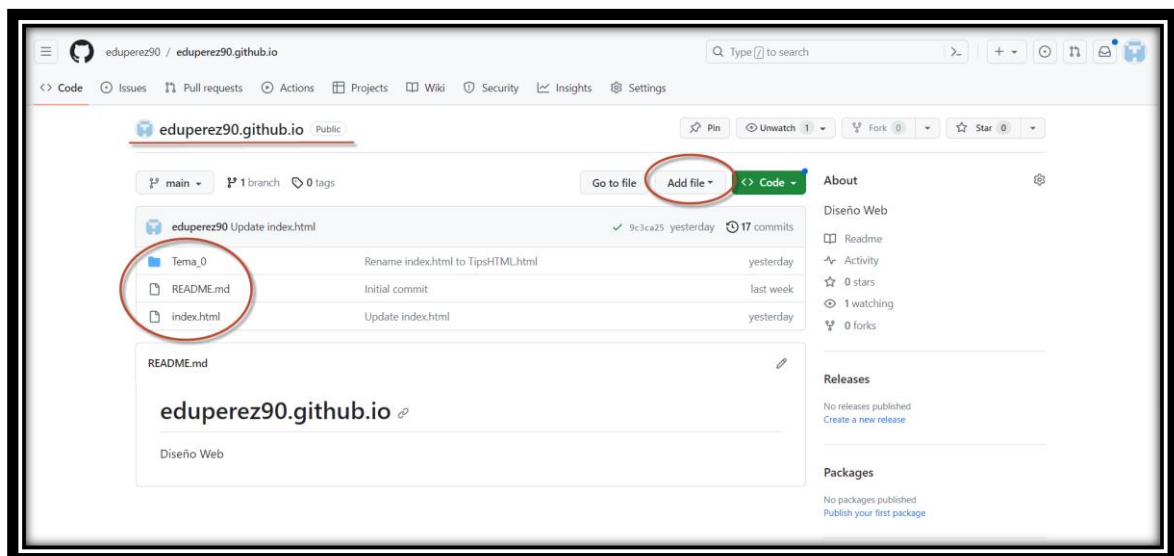 eduperez90 / eduperez90.github.io
Type / to search
Code
Issues
Pull requests
Actions
Projects
Wiki
Security
Insights
Settings
eduperez90.github.io Public
Pin
Unwatch 1
Fork 0
Star 0
main
1 branch
0 tags
Go to file
Add file
Code
eduperez90 Update index.html
9c3ca25 yesterday
17 commits
Tema_0 Rename index.html to TipsHTML.html yesterday
README.md Initial commit last week
index.html Update index.html yesterday
README.md
eduperez90.github.io
Diseño Web
About
Diseño Web
Readme
Activity
0 stars
1 watching
0 forks
Releases
No releases published
Create a new release
Packages
No packages published
Publish your first package